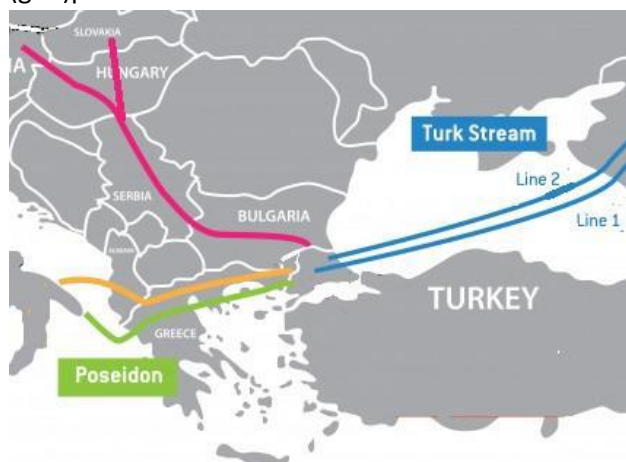 SLOVAKIA
HUNGARY
Turk Stream
Line 2
SERBIA
BULGARIA
Line 1
TURKEY
GREECE
Poseidon